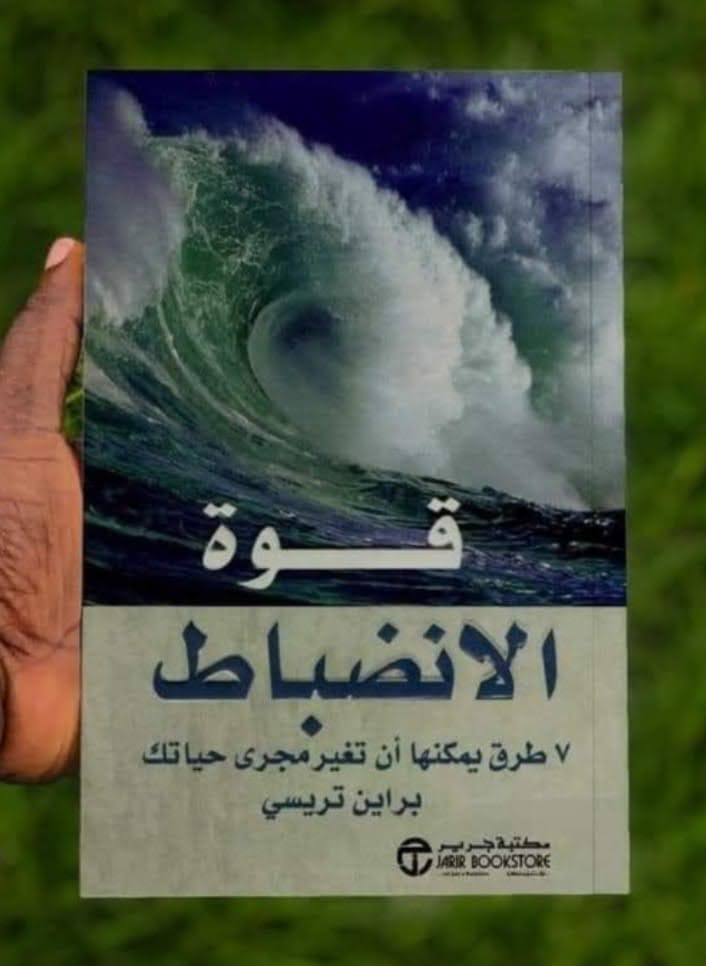 قوة
الانضباط
٧ طرق يمكنها أن تغير مجرى حياتك
براين تريسي
مكتبة جرير
JARIR BOOKSTORE